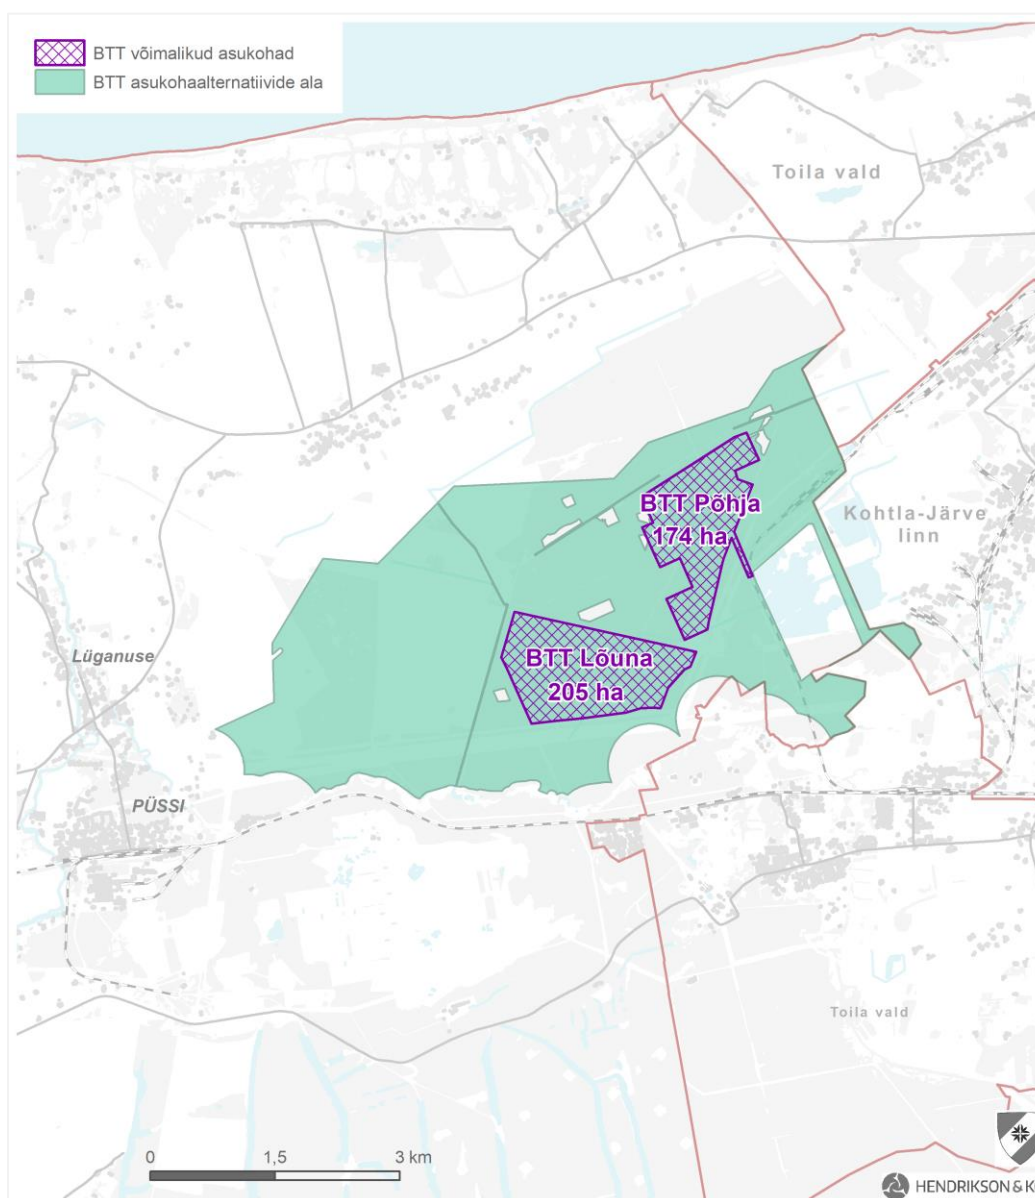 BTT võimalikud asukohad
BTT asukohaalternatiivide ala
Toila vald
BTT Põhja
174 ha
Kohtla-Järve
linn
Lüganuse
BTT Lõuna
205 ha
PÜSSI
Toila vald
0 1,5 3 km
HENDRIKSON & K